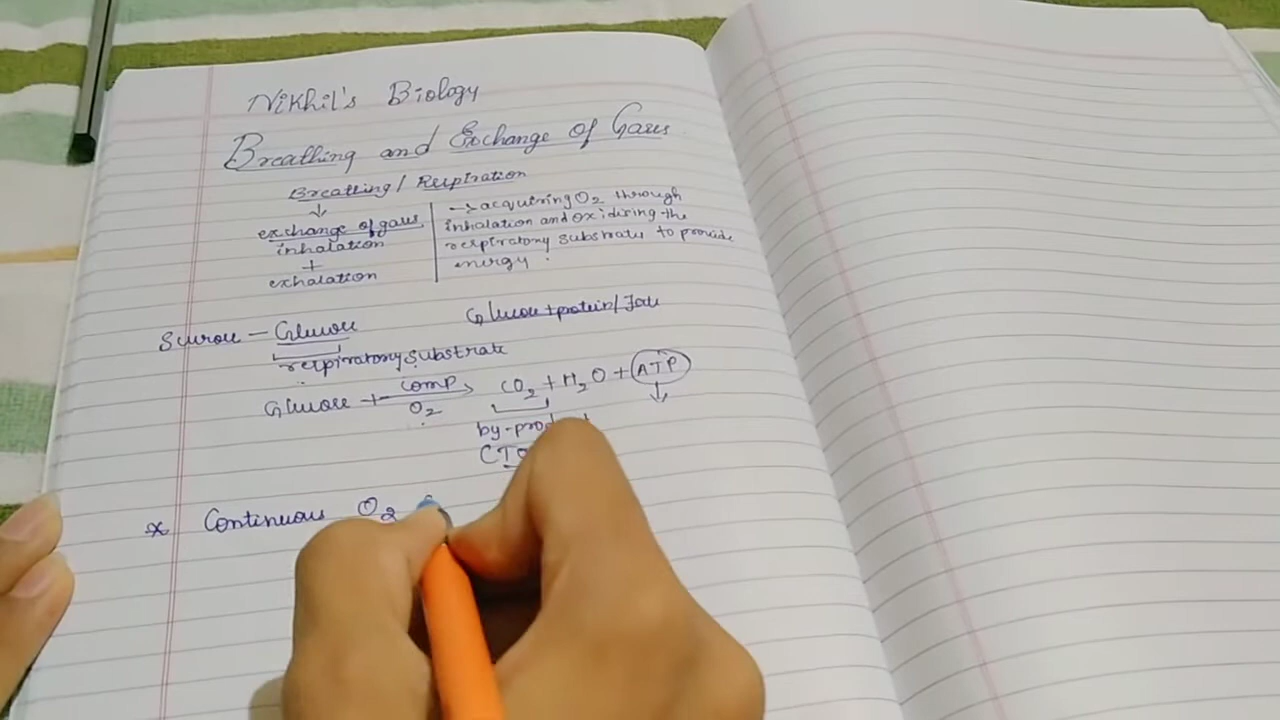 Nikhil's Biology
Breathing and Exchange of Gases
Breathing / Respiration
↓
exchange of gases
inhalation
+
exhalation
→ acquiring O₂ through
inhalation and oxidising the
respiratory substrate to provide
energy.
Glucose + protein / Fats
Glucose
respiratory substrate
Glucose + comp O₂ → CO₂ + H₂O + ATP
↓
by-prod
* Continuous O₂